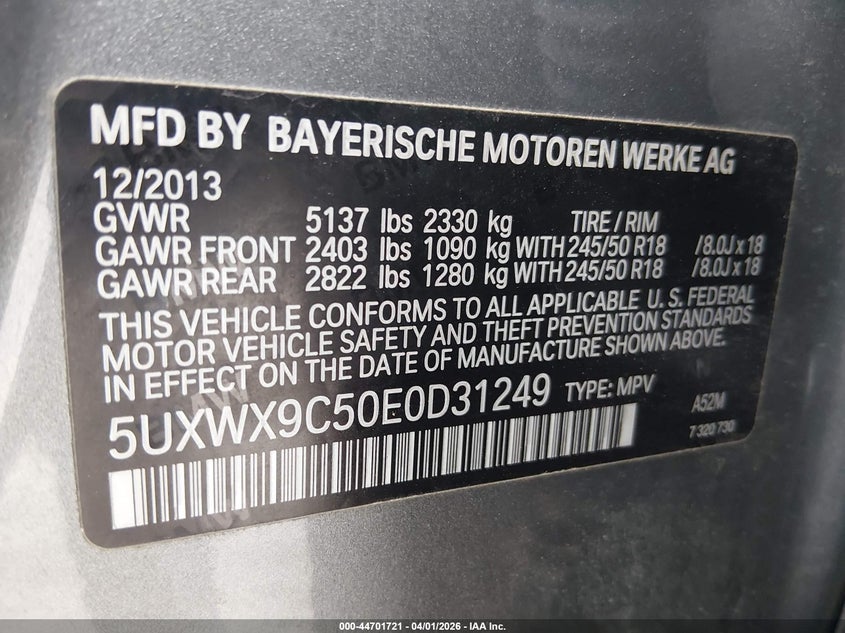 MFD BY BAYERISCHE MOTOREN WERKE AG
12/2013
GVWR 5137 lbs 2330 kg TIRE / RIM
GAWR FRONT 2403 lbs 1090 kg WITH 245/50 R18 /8.0J x 18
GAWR REAR 2822 lbs 1280 kg WITH 245/50 R18 /8.0J x 18
THIS VEHICLE CONFORMS TO ALL APPLICABLE U.S. FEDERAL
MOTOR VEHICLE SAFETY AND THEFT PREVENTION STANDARDS
IN EFFECT ON THE DATE OF MANUFACTURE SHOWN ABOVE.
5UXWX9C50E0D31249 TYPE: MPV A52M
7 320 730
000-44701721 | 04/01/2026 - IAA Inc.